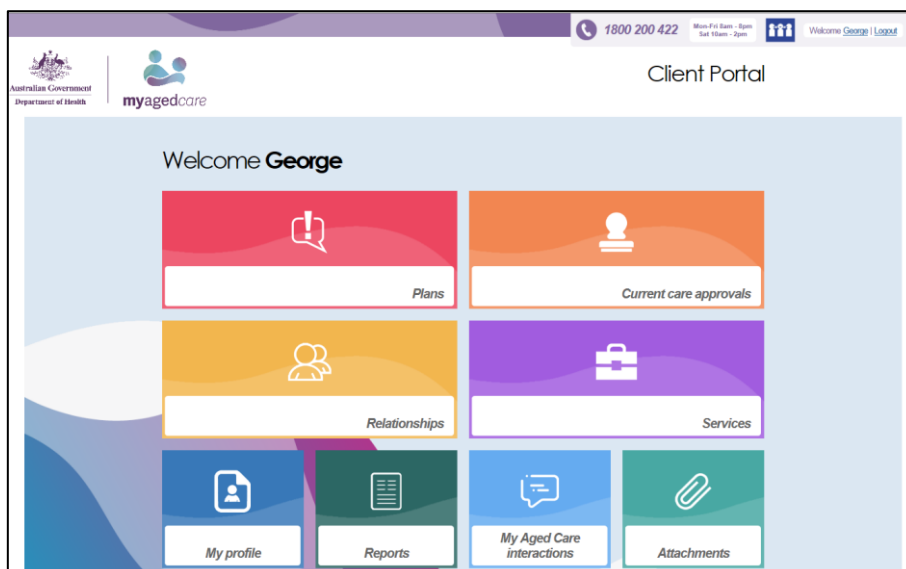 1800 200 422
Mon-Fri 8am - 8pm
Sat 10am - 2pm
Welcome George | Logout
Australian Government
Department of Health
myagedcare
Client Portal
Welcome George
Plans
Current care approvals
Relationships
Services
My profile
Reports
My Aged Care
interactions
Attachments